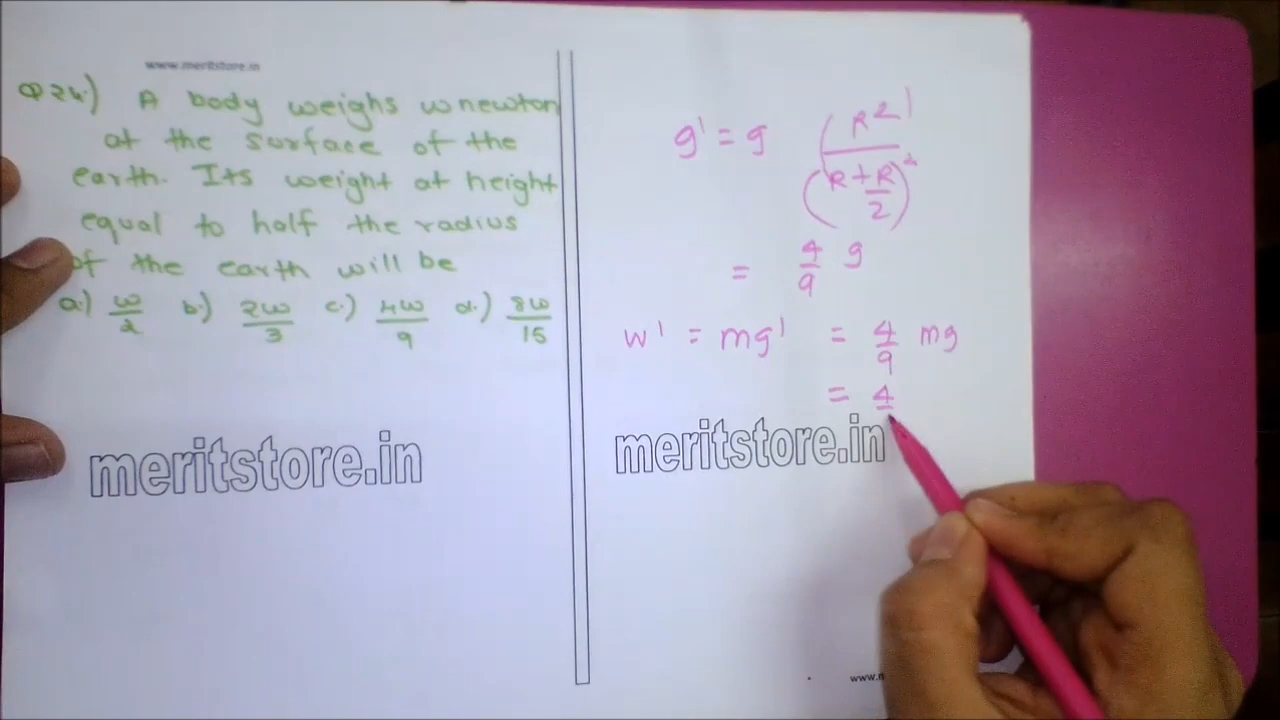 www.meritstore.in
Q 24.) A body weighs w newton
at the surface of the
earth. Its weight at height
equal to half the radius
of the earth will be
a.) w/2 b.) 2w/3 c.) 4w/9 d.) 8w/15
meritstore.in
g' = g (R²/(R+R/2)²)
= 4/9 g
w' = mg' = 4/9 mg
= 4
meritstore.in